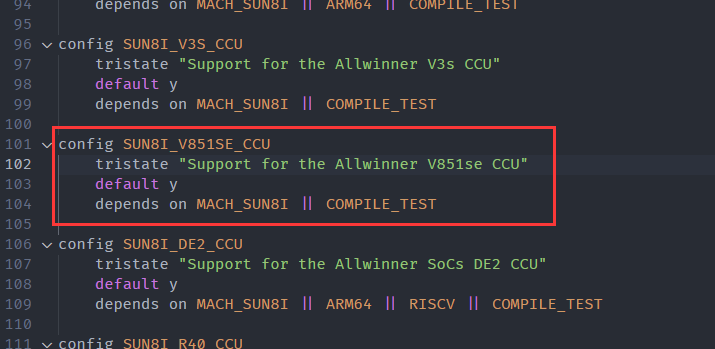 94 depends on MACH_SUN8I || ARM64 || COMPILE_TEST
95
96 config SUN8I_V3S_CCU
97 tristate "Support for the Allwinner V3s CCU"
98 default y
99 depends on MACH_SUN8I || COMPILE_TEST
100
101 config SUN8I_V851SE_CCU
102 tristate "Support for the Allwinner V851se CCU"
103 default y
104 depends on MACH_SUN8I || COMPILE_TEST
105
106 config SUN8I_DE2_CCU
107 tristate "Support for the Allwinner SoCs DE2 CCU"
108 default y
109 depends on MACH_SUN8I || ARM64 || RISCV || COMPILE_TEST
110
111 config SUN8I_R40_CCU